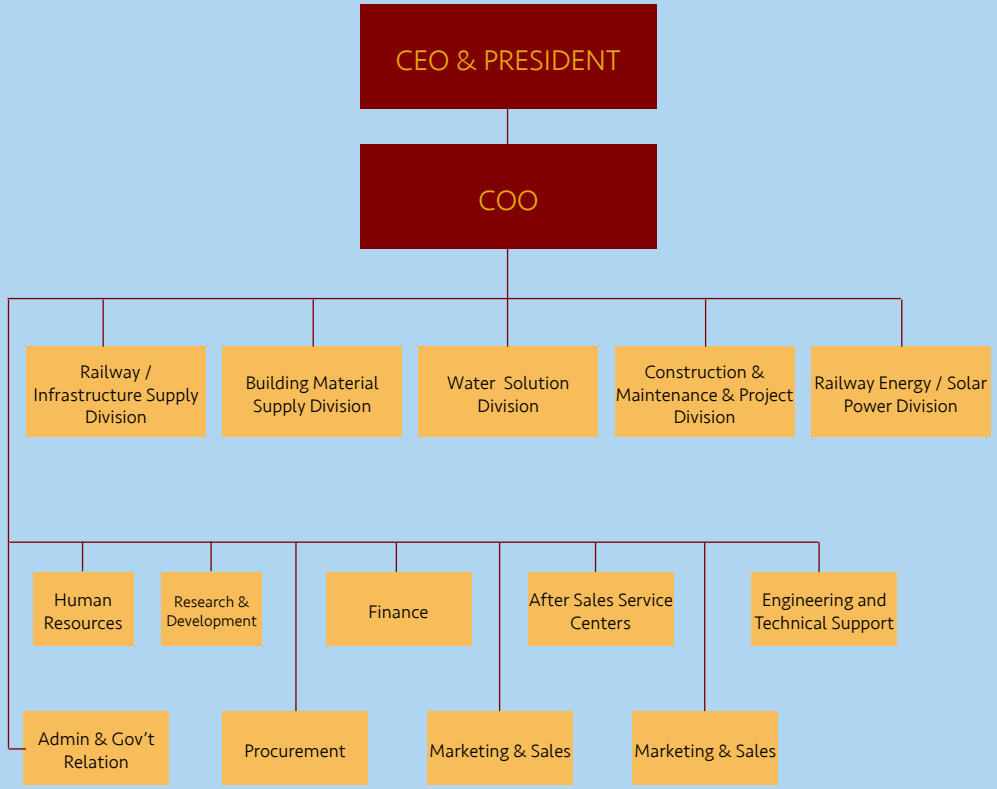 CEO & PRESIDENT
COO
Railway /
Infrastructure Supply
Division
Building Material
Supply Division
Water Solution
Division
Construction &
Maintenance & Project
Division
Railway Energy / Solar
Power Division
Human
Resources
Research &
Development
Finance
After Sales Service
Centers
Engineering and
Technical Support
Admin & Gov't
Relation
Procurement
Marketing & Sales
Marketing & Sales